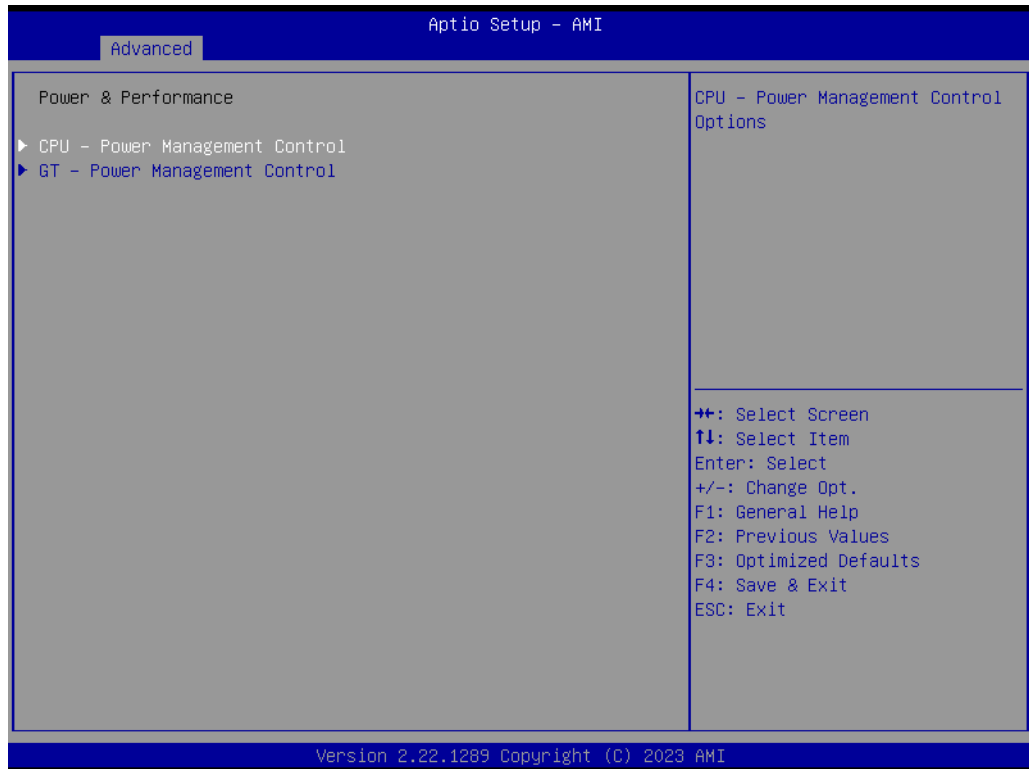 Aptio Setup – AMI
Advanced
Power & Performance
▶ CPU – Power Management Control
▶ GT – Power Management Control
CPU – Power Management Control
Options
→←: Select Screen
↑↓: Select Item
Enter: Select
+/-: Change Opt.
F1: General Help
F2: Previous Values
F3: Optimized Defaults
F4: Save & Exit
ESC: Exit
Version 2.22.1289 Copyright (C) 2023 AMI